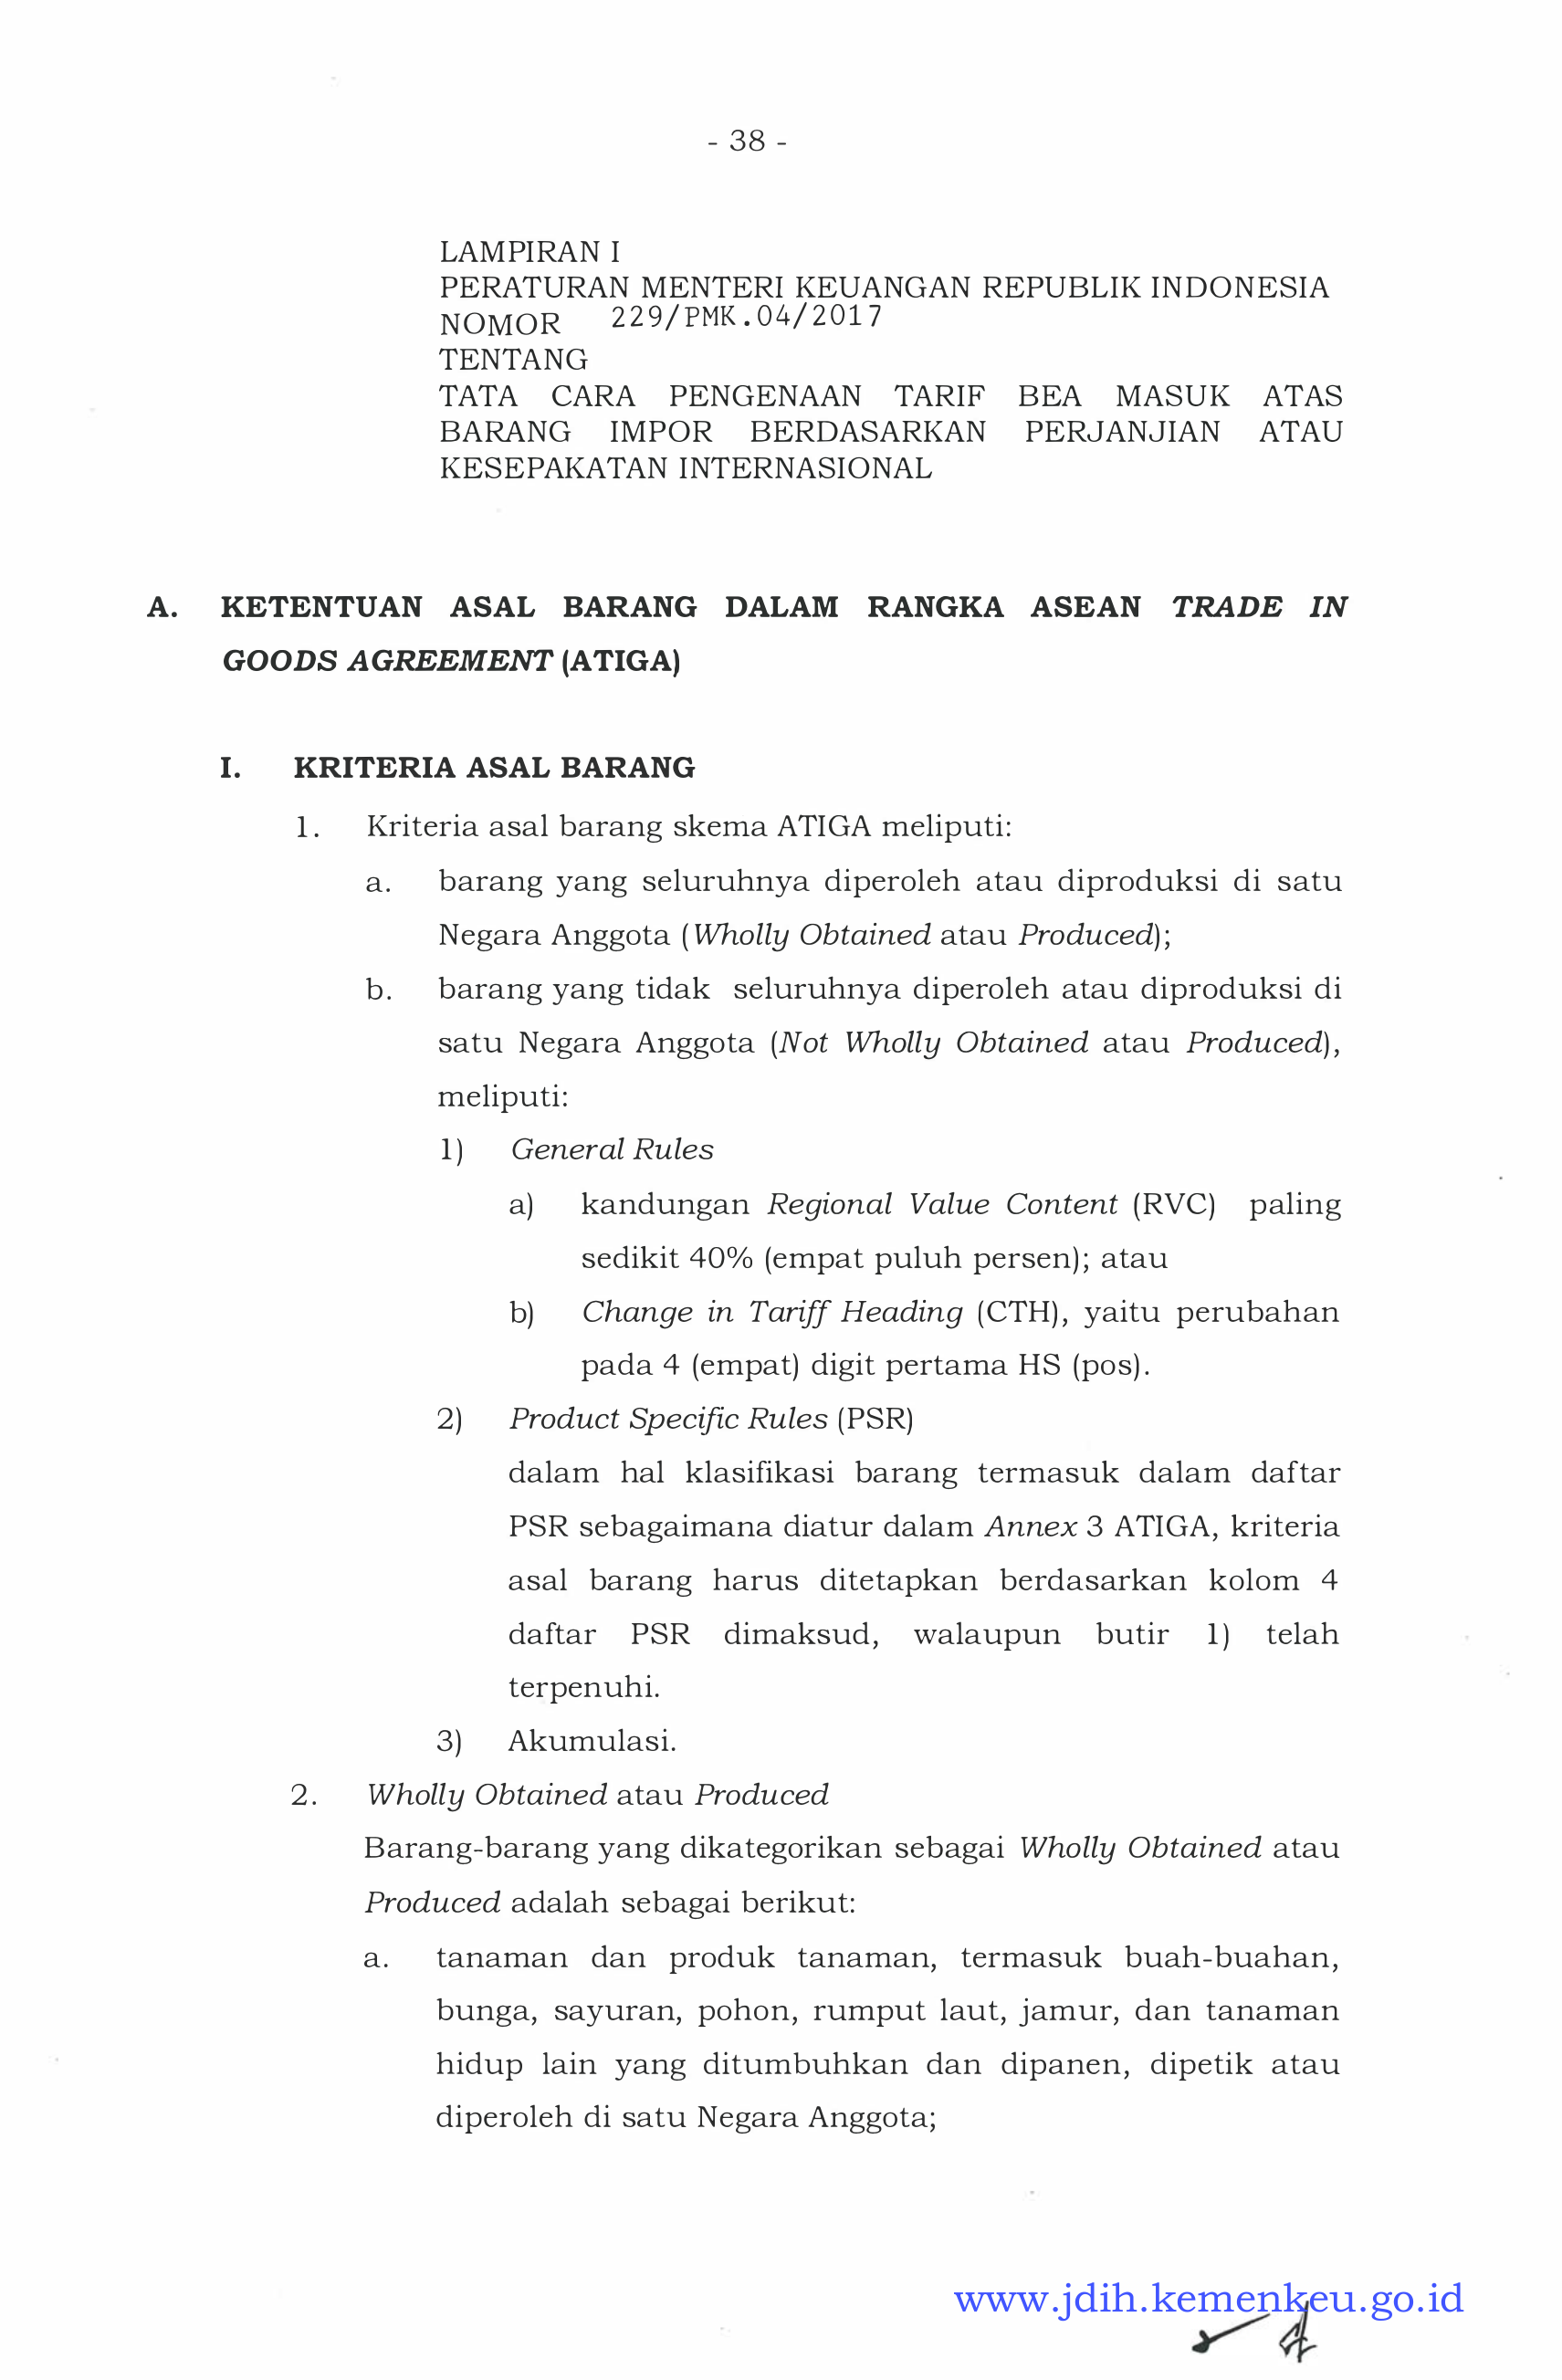 - 38 -
LAMPIRAN I
PERATURAN MENTERI KEUANGAN REPUBLIK INDONESIA
NOMOR 229/PMK.04/2017
TENTANG
TATA CARA PENGENAAN TARIF BEA MASUK ATAS
BARANG IMPOR BERDASARKAN PERJANJIAN ATAU
KESEPAKATAN INTERNASIONAL
A. KETENTUAN ASAL BARANG DALAM RANGKA ASEAN TRADE IN
GOODS AGREEMENT (ATIGA)
I. KRITERIA ASAL BARANG
1. Kriteria asal barang skema ATIGA meliputi:
a. barang yang seluruhnya diperoleh atau diproduksi di satu
Negara Anggota (Wholly Obtained atau Produced);
b. barang yang tidak seluruhnya diperoleh atau diproduksi di
satu Negara Anggota (Not Wholly Obtained atau Produced),
meliputi:
1) General Rules
a) kandungan Regional Value Content (RVC) paling
sedikit 40% (empat puluh persen); atau
b) Change in Tariff Heading (CTH), yaitu perubahan
pada 4 (empat) digit pertama HS (pos).
2) Product Specific Rules (PSR)
dalam hal klasifikasi barang termasuk dalam daftar
PSR sebagaimana diatur dalam Annex 3 ATIGA, kriteria
asal barang harus ditetapkan berdasarkan kolom 4
daftar PSR dimaksud, walaupun butir 1) telah
terpenuhi.
3) Akumulasi.
2. Wholly Obtained atau Produced
Barang-barang yang dikategorikan sebagai Wholly Obtained atau
Produced adalah sebagai berikut:
a. tanaman dan produk tanaman, termasuk buah-buahan,
bunga, sayuran, pohon, rumput laut, jamur, dan tanaman
hidup lain yang ditumbuhkan dan dipanen, dipetik atau
diperoleh di satu Negara Anggota;
www.jdih.kemenkeu.go.id